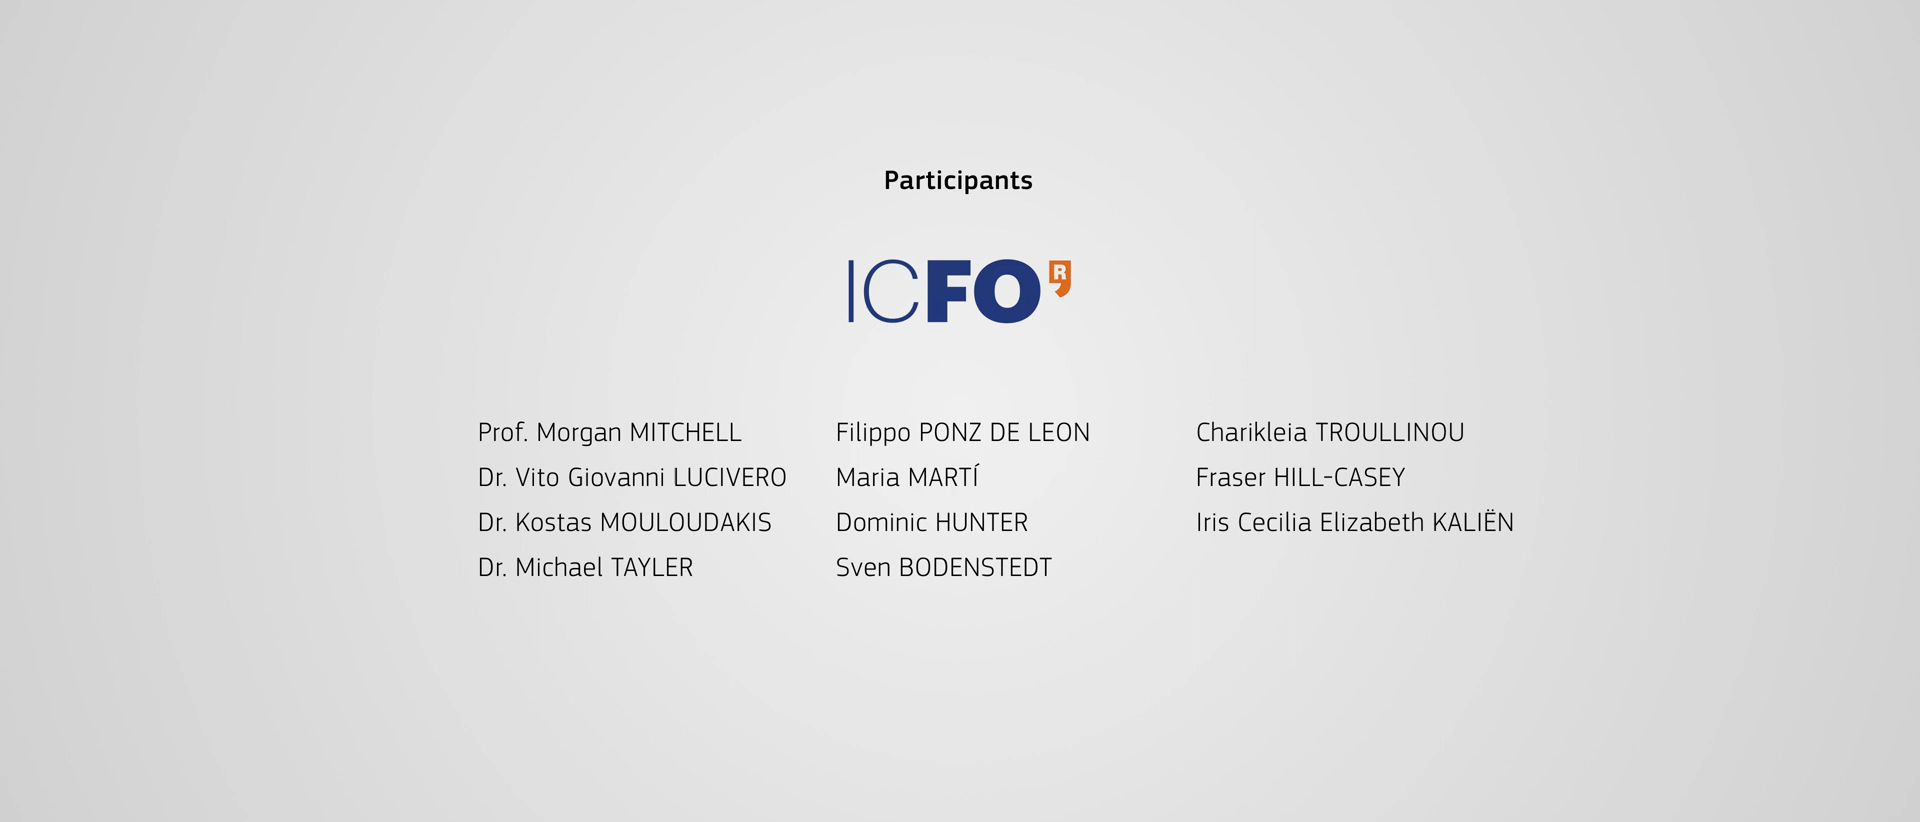 Participants
ICFO R
Prof. Morgan MITCHELL
Dr. Vito Giovanni LUCIVERO
Dr. Kostas MOULOUDAKIS
Dr. Michael TAYLER
Filippo PONZ DE LEON
Maria MARTÍ
Dominic HUNTER
Sven BODENSTEDT
Charikleia TROULLINOU
Fraser HILL-CASEY
Iris Cecilia Elizabeth KALIËN